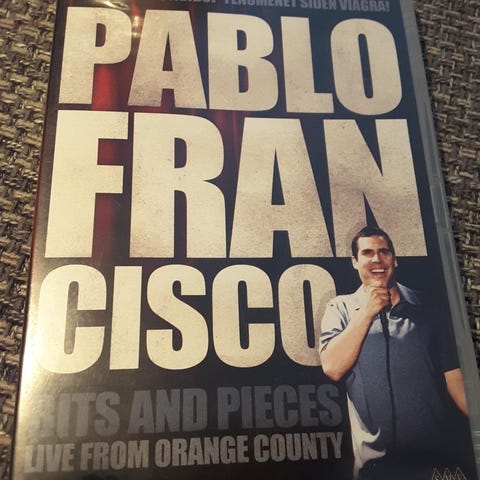 FENOMENET SIDEN VIAGRA!
PABLO
FRAN
CISCO
BITS AND PIECES
LIVE FROM ORANGE COUNTY